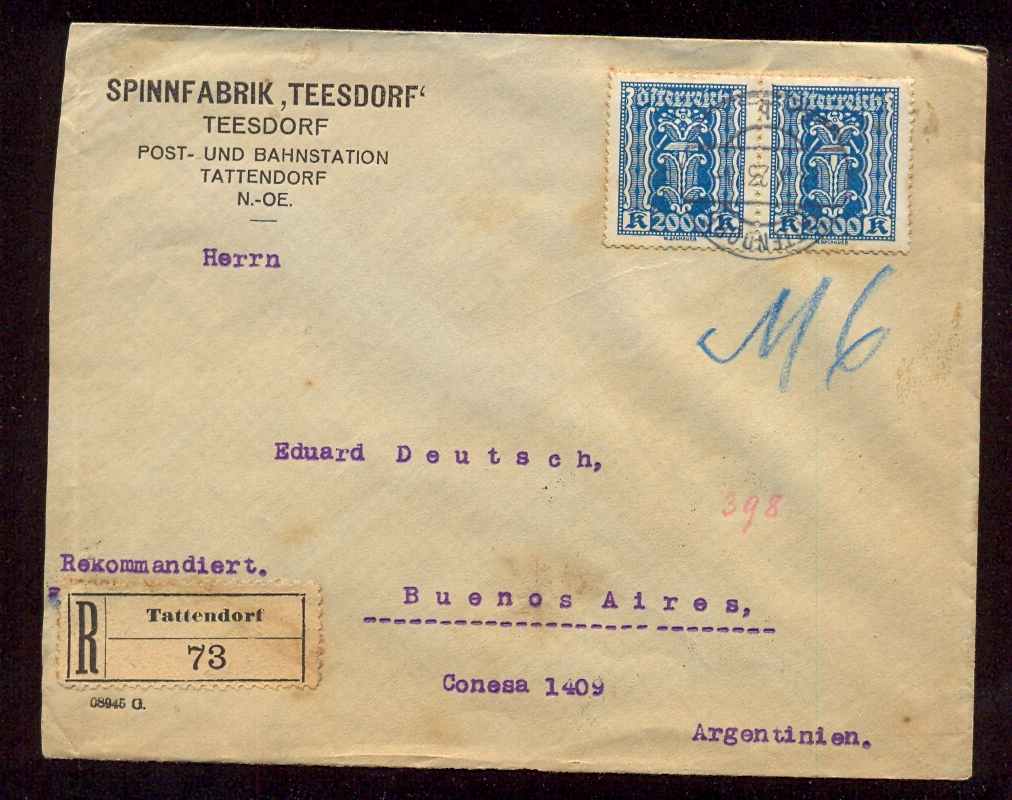 SPINNFABRIK ‚TEESDORF‘
TEESDORF
POST- UND BAHNSTATION
TATTENDORF
N.-OE.
Österreich Österreich
K 2000 K K 2000 K
Herrn
M 6
Eduard Deutsch,
398
Rekommandiert.
R Tattendorf
73
08945 G.
Buenos Aires,
Conesa 1409
Argentinien.